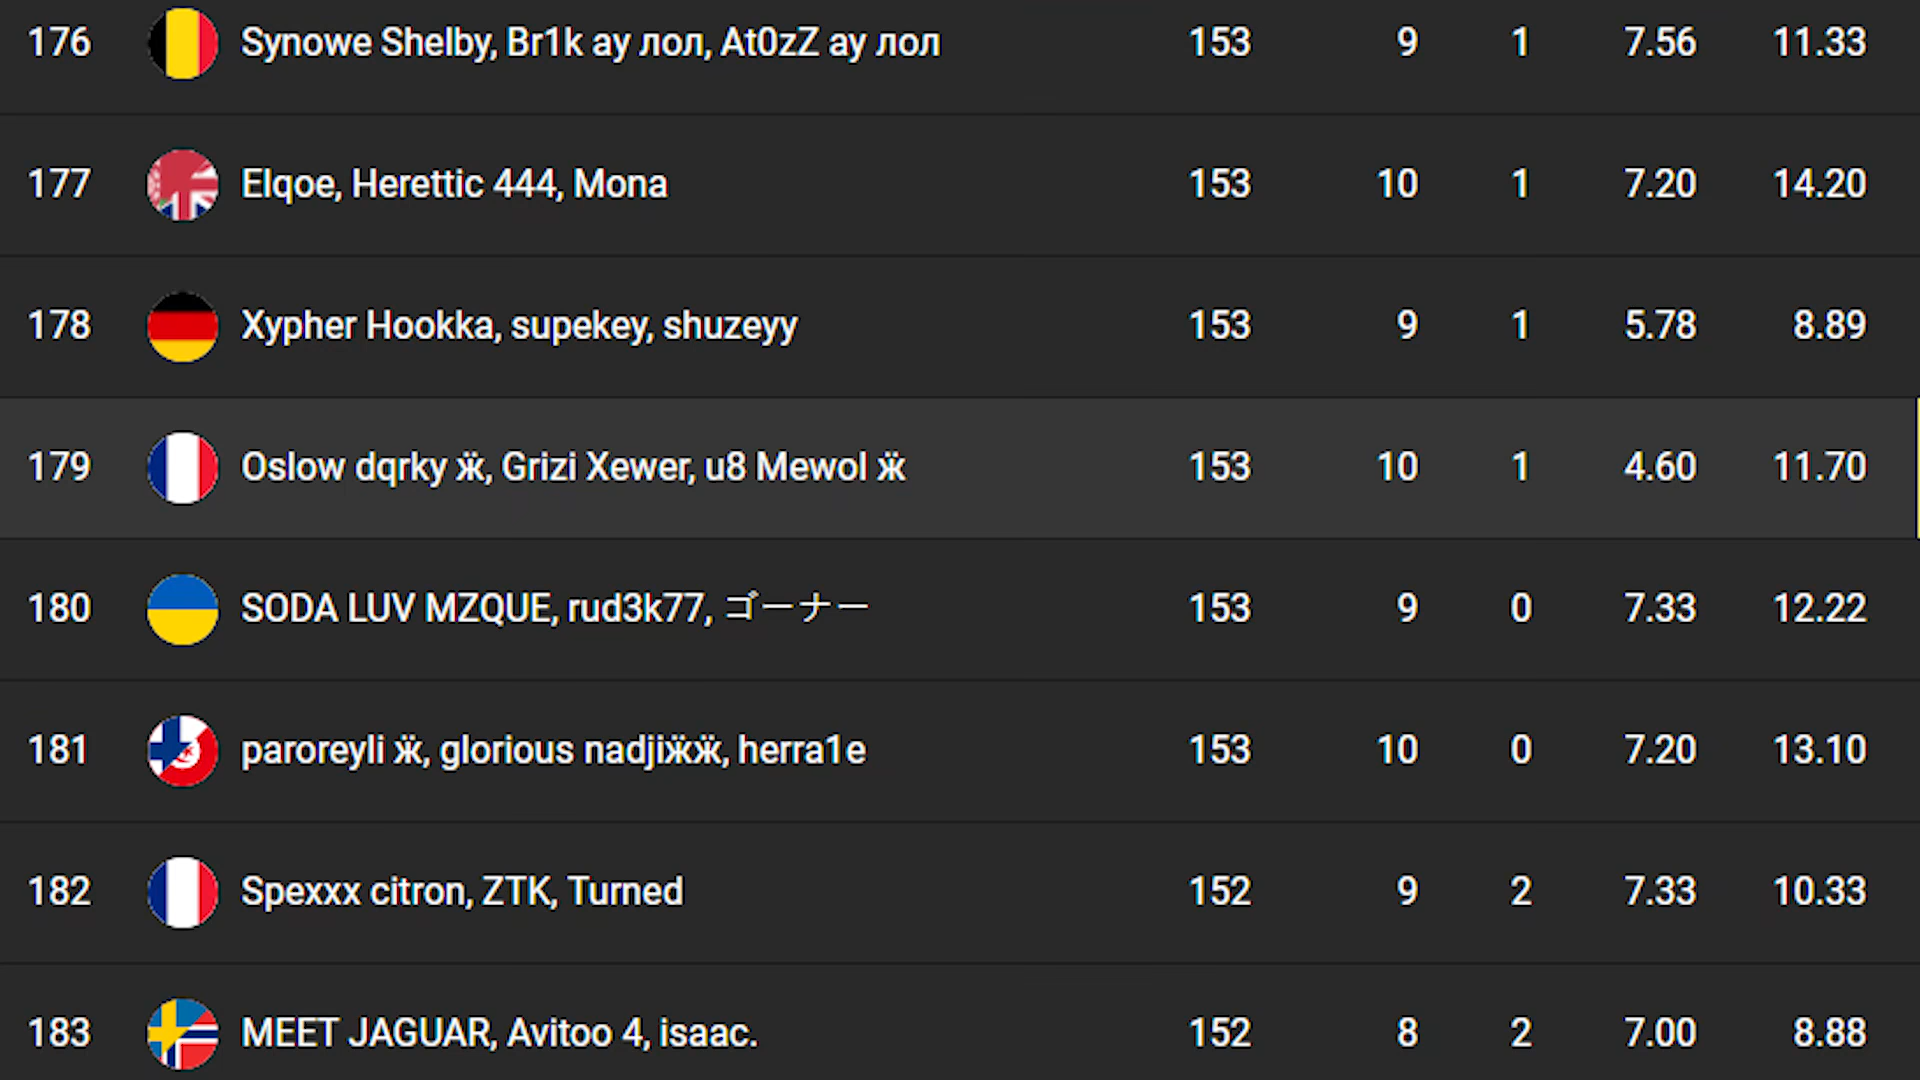 176 Synowe Shelby, Br1k ау лол, At0zZ ау лол 153 9 1 7.56 11.33
177 Elqoe, Herettic 444, Mona 153 10 1 7.20 14.20
178 Xypher Hookka, supekey, shuzeyy 153 9 1 5.78 8.89
179 Oslow dqrky ӝ, Grizi Xewer, u8 Mewol ӝ 153 10 1 4.60 11.70
180 SODA LUV MZQUE, rud3k77, ゴーナー 153 9 0 7.33 12.22
181 paroreyli ӝ, glorious nadjiӝӝ, herra1e 153 10 0 7.20 13.10
182 Spexxx citron, ZTK, Turned 152 9 2 7.33 10.33
183 MEET JAGUAR, Avitoo 4, isaac. 152 8 2 7.00 8.88